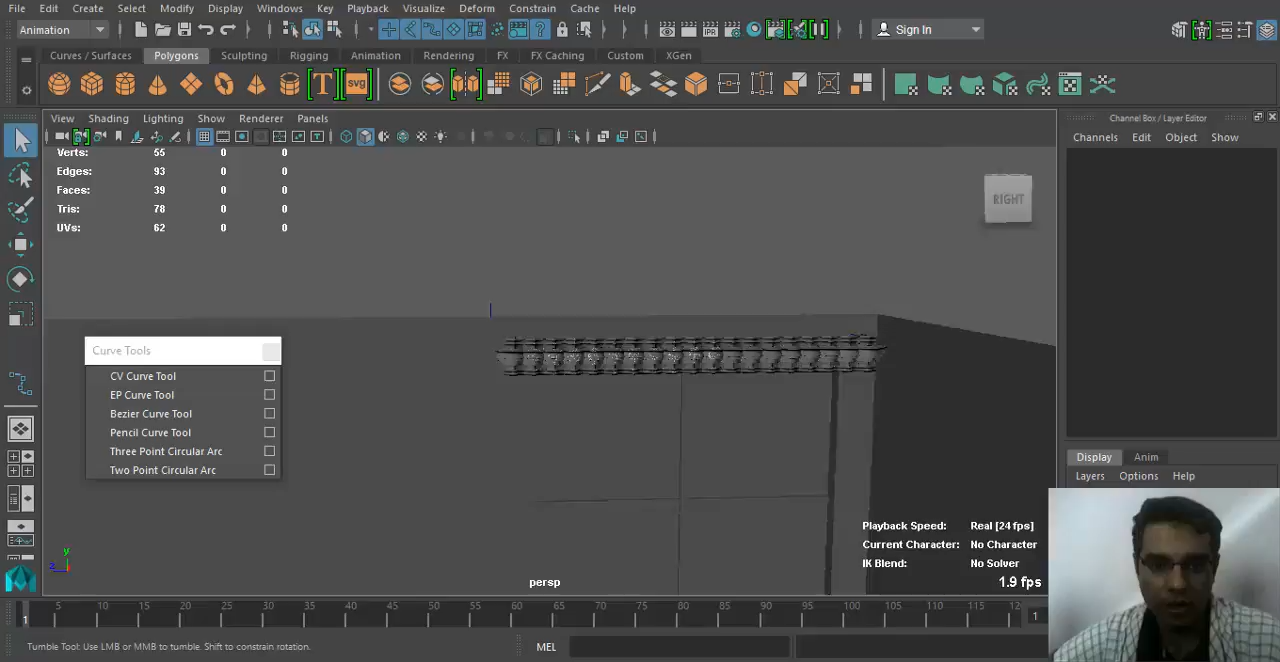 File Edit Create Select Modify Display Windows Key Playback Visualize Deform Constrain Cache Help
Animation Sign In
Curves / Surfaces Polygons Sculpting Rigging Animation Rendering FX FX Caching Custom XGen
T svg
View Shading Lighting Show Renderer Panels
Channel Box / Layer Editor
Channels Edit Object Show
Verts: 55 0 0
Edges: 93 0 0
Faces: 39 0 0
Tris: 78 0 0
UVs: 62 0 0
RIGHT
Curve Tools
CV Curve Tool
EP Curve Tool
Bezier Curve Tool
Pencil Curve Tool
Three Point Circular Arc
Two Point Circular Arc
Display Anim
Layers Options Help
Playback Speed: Real [24 fps]
Current Character: No Character
IK Blend: No Solver
1.9 fps
y
z
persp
1 5 10 15 20 25 30 35 40 45 50 55 60 65 70 75 80 85 90 95 100 105 110 115 12 1
Tumble Tool: Use LMB or MMB to tumble. Shift to constrain rotation. MEL